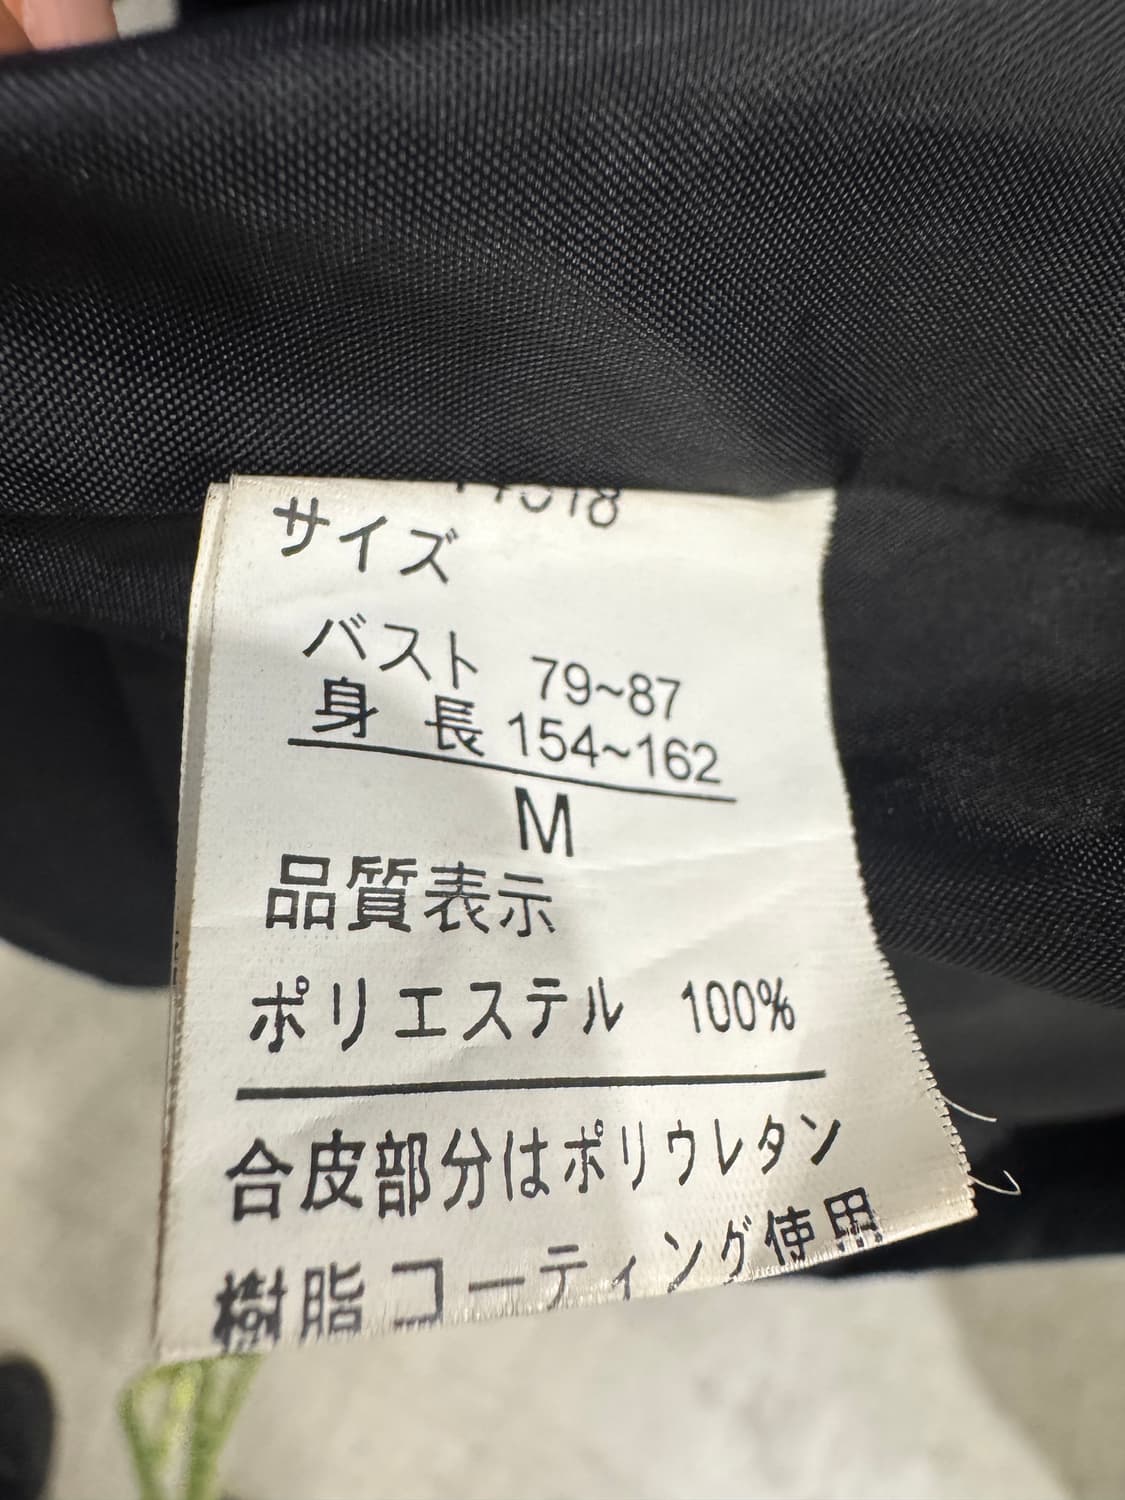 サイズ
バスト 79~87
身 長 154~162
M
品質表示
ポリエステル 100%
合皮部分はポリウレタン
樹脂コーティング使用